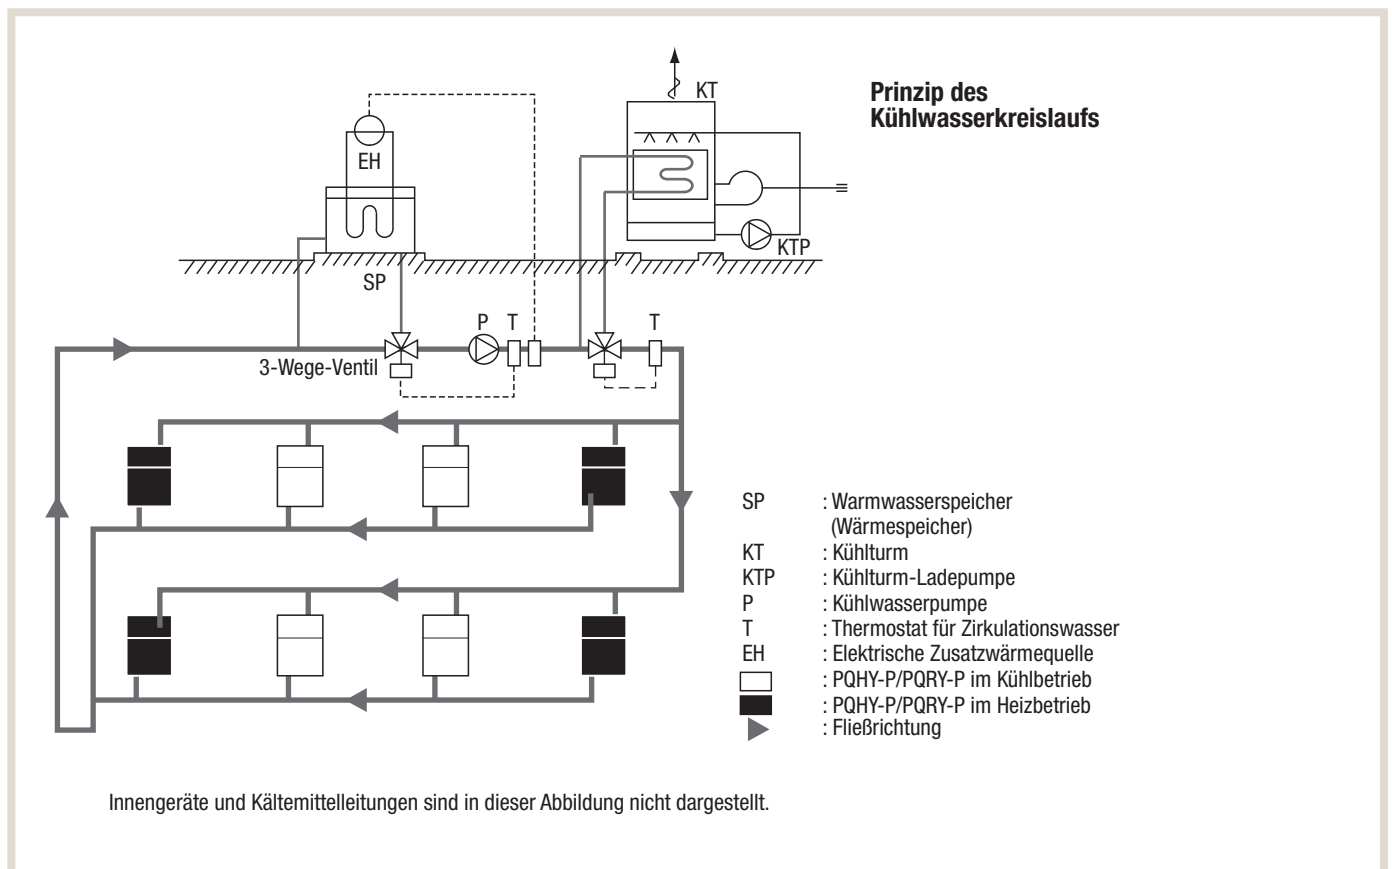 Prinzip des
Kühlwasserkreislaufs
KT
EH
KTP
SP
P
T
T
3-Wege-Ventil
SP : Warmwasserspeicher
(Wärmespeicher)
KT : Kühlturm
KTP : Kühlturm-Ladepumpe
P : Kühlwasserpumpe
T : Thermostat für Zirkulationswasser
EH : Elektrische Zusatzwärmequelle
: PQHY-P/PQRY-P im Kühlbetrieb
: PQHY-P/PQRY-P im Heizbetrieb
: Fließrichtung
Innengeräte und Kältemittelleitungen sind in dieser Abbildung nicht dargestellt.